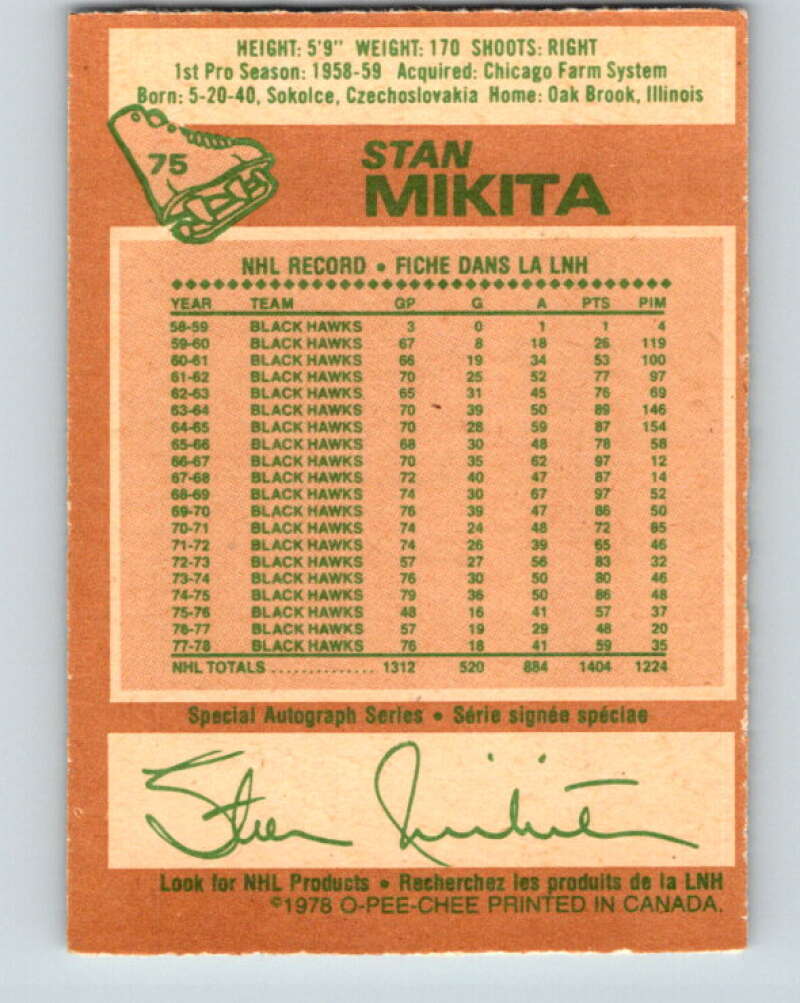 HEIGHT: 5'9" WEIGHT: 170 SHOOTS: RIGHT
1st Pro Season: 1958-59 Acquired: Chicago Farm System
Born: 5-20-40, Sokolce, Czechoslovakia Home: Oak Brook, Illinois
75
STAN
MIKITA
NHL RECORD • FICHE DANS LA LNH
YEAR TEAM GP G A PTS PIM
58-59 BLACK HAWKS 3 0 1 1 4
59-60 BLACK HAWKS 67 8 18 26 119
60-61 BLACK HAWKS 66 19 34 53 100
61-62 BLACK HAWKS 70 25 52 77 97
62-63 BLACK HAWKS 65 31 45 76 69
63-64 BLACK HAWKS 70 39 50 89 146
64-65 BLACK HAWKS 70 28 59 87 154
65-66 BLACK HAWKS 68 30 48 78 58
66-67 BLACK HAWKS 70 35 62 97 12
67-68 BLACK HAWKS 72 40 47 87 14
68-69 BLACK HAWKS 74 30 67 97 52
69-70 BLACK HAWKS 76 39 47 86 50
70-71 BLACK HAWKS 74 24 48 72 85
71-72 BLACK HAWKS 74 26 39 65 46
72-73 BLACK HAWKS 57 27 56 83 32
73-74 BLACK HAWKS 76 30 50 80 46
74-75 BLACK HAWKS 79 36 50 86 48
75-76 BLACK HAWKS 48 16 41 57 37
76-77 BLACK HAWKS 57 19 29 48 20
77-78 BLACK HAWKS 76 18 41 59 35
NHL TOTALS .............. 1312 520 884 1404 1224
Special Autograph Series • Série signée spéciae
Stan Mikita
Look for NHL Products • Recherchez les produits de la LNH
©1978 O-PEE-CHEE PRINTED IN CANADA.